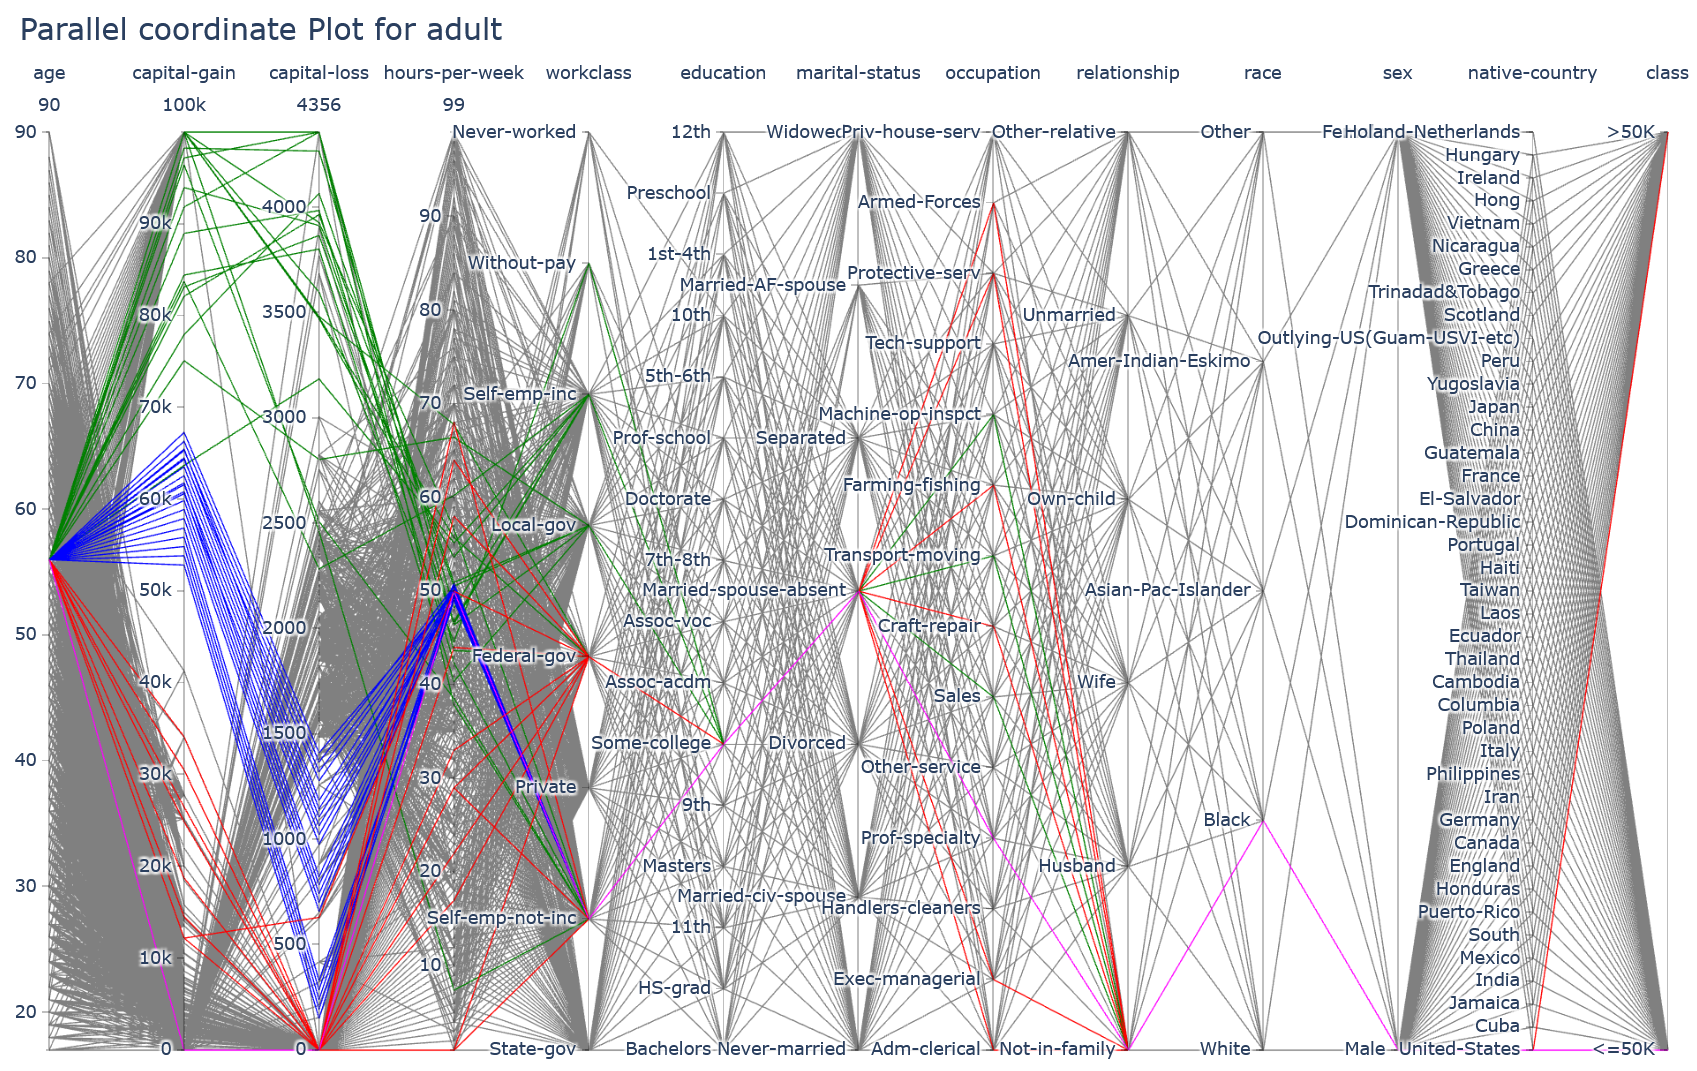 Parallel coordinate Plot for adult
age capital-gain capital-loss hours-per-week workclass education marital-status occupation relationship race sex native-country class
90 100k 4356 99
90
80
70
60
50
40
30
20
90k
80k
70k
60k
50k
40k
30k
20k
10k
0
4000
3500
3000
2500
2000
1500
1000
500
0
90
80
70
60
50
40
30
20
10
Never-worked
Without-pay
Self-emp-inc
Local-gov
Federal-gov
Private
Self-emp-not-inc
State-gov
12th
Preschool
1st-4th
10th
5th-6th
Prof-school
Doctorate
7th-8th
Assoc-voc
Assoc-acdm
Some-college
9th
Masters
11th
HS-grad
Bachelors
Widowed
Married-AF-spouse
Separated
Married-spouse-absent
Divorced
Married-civ-spouse
Never-married
Priv-house-serv
Armed-Forces
Protective-serv
Tech-support
Machine-op-inspct
Farming-fishing
Transport-moving
Craft-repair
Sales
Other-service
Prof-specialty
Handlers-cleaners
Exec-managerial
Adm-clerical
Other-relative
Unmarried
Own-child
Wife
Husband
Not-in-family
Other
Amer-Indian-Eskimo
Asian-Pac-Islander
Black
White
Fe
Male
Holand-Netherlands
Hungary
Ireland
Hong
Vietnam
Nicaragua
Greece
Trinadad&Tobago
Scotland
Outlying-US(Guam-USVI-etc)
Peru
Yugoslavia
Japan
China
Guatemala
France
El-Salvador
Dominican-Republic
Portugal
Haiti
Taiwan
Laos
Ecuador
Thailand
Cambodia
Columbia
Poland
Italy
Philippines
Iran
Germany
Canada
England
Honduras
Puerto-Rico
South
Mexico
India
Jamaica
Cuba
United-States
>50K
<=50K